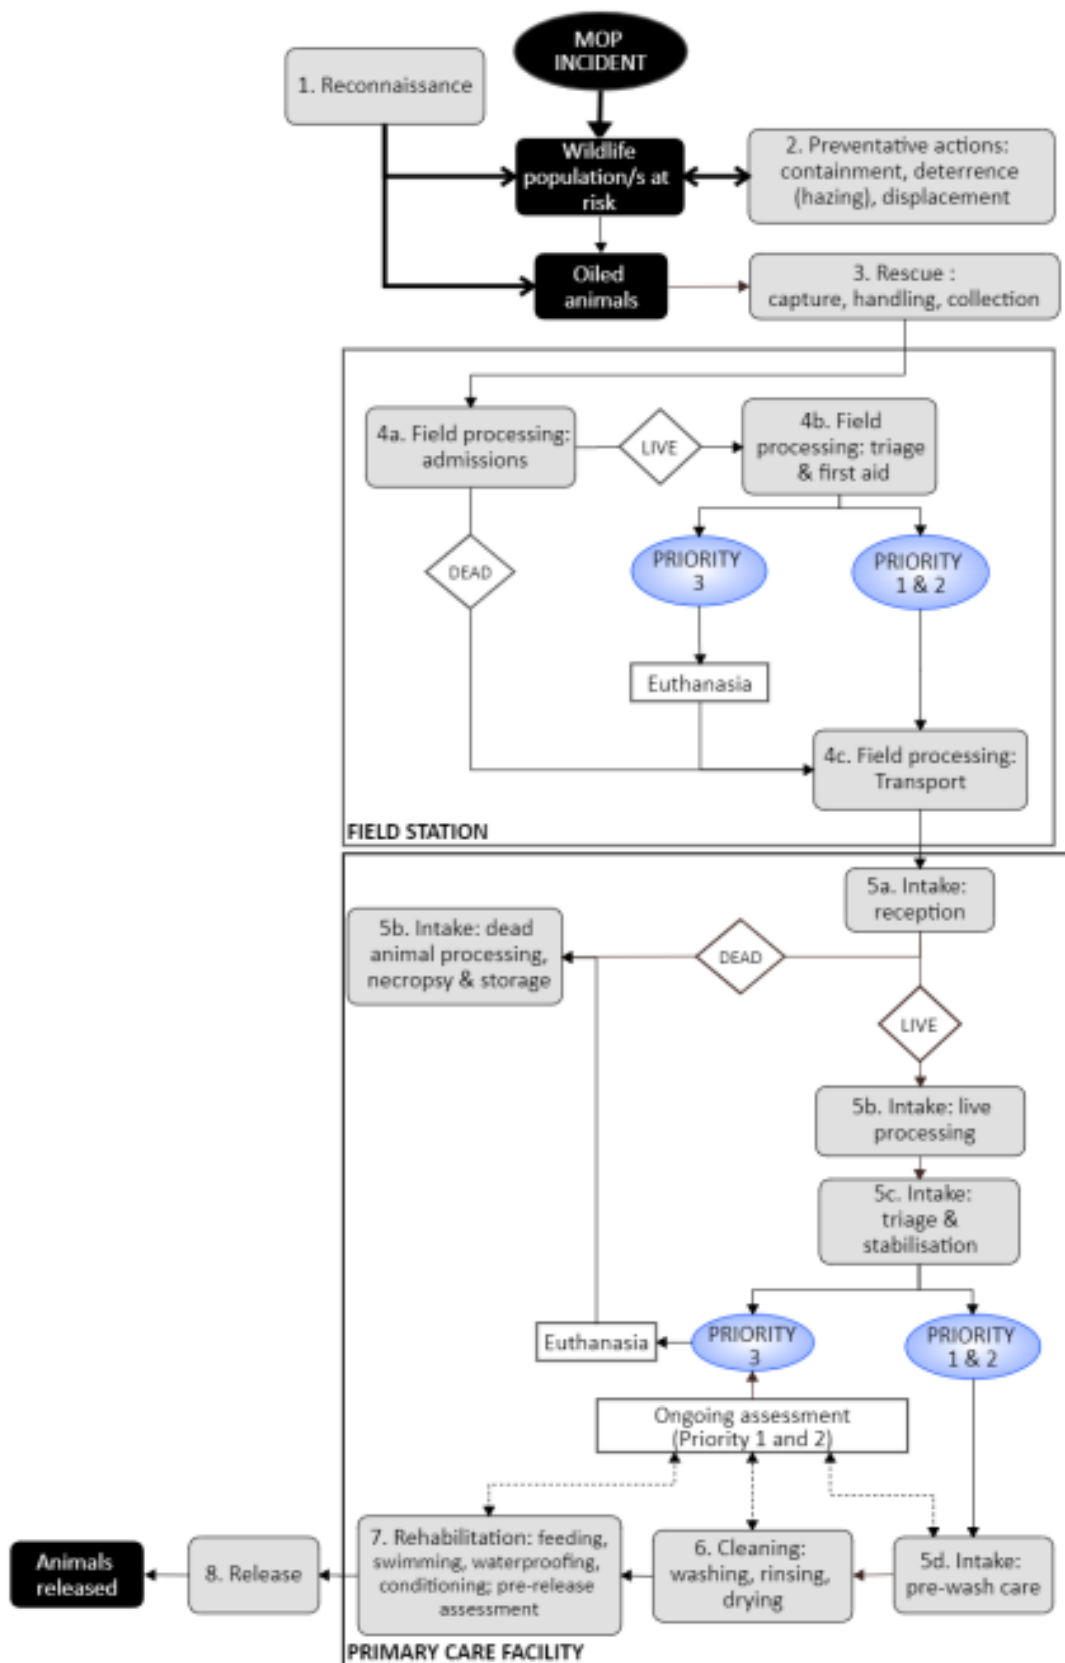 MOP
INCIDENT
1. Reconnaissance
Wildlife
population/s at
risk
2. Preventative actions:
containment, deterrence
(hazing), displacement
Oiled
animals
3. Rescue :
capture, handling, collection
4a. Field processing:
admissions
LIVE
4b. Field
processing: triage
& first aid
DEAD
PRIORITY
3
PRIORITY
1 & 2
Euthanasia
4c. Field processing:
Transport
FIELD STATION
5a. Intake:
reception
5b. Intake: dead
animal processing,
necropsy & storage
DEAD
LIVE
5b. Intake: live
processing
5c. Intake:
triage &
stabilisation
Euthanasia
PRIORITY
3
PRIORITY
1 & 2
Ongoing assessment
(Priority 1 and 2)
Animals
released
8. Release
7. Rehabilitation: feeding,
swimming, waterproofing,
conditioning; pre-release
assessment
6. Cleaning:
washing, rinsing,
drying
5d. Intake:
pre-wash care
PRIMARY CARE FACILITY